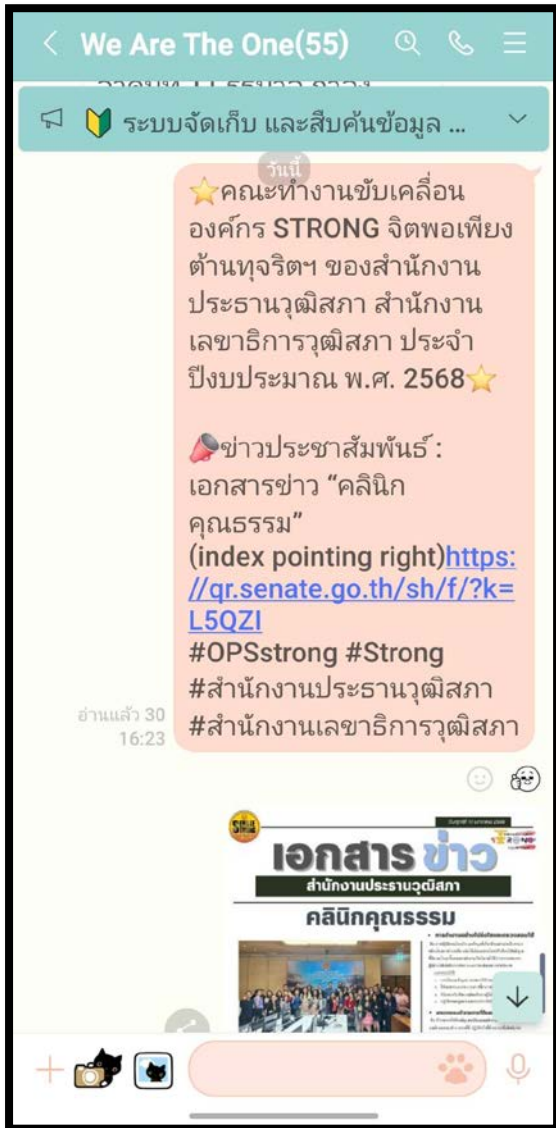 We Are The One(55)
🔰 ระบบจัดเก็บ และสืบค้นข้อมูล ...
วันนี้
⭐คณะทำงานขับเคลื่อน
องค์กร STRONG จิตพอเพียง
ต้านทุจริตฯ ของสำนักงาน
ประธานวุฒิสภา สำนักงาน
เลขาธิการวุฒิสภา ประจำ
ปีงบประมาณ พ.ศ. 2568⭐
📣ข่าวประชาสัมพันธ์ :
เอกสารข่าว “คลินิก
คุณธรรม”
(index pointing right)https:
//qr.senate.go.th/sh/f/?k=
L5QZI
#OPSstrong #Strong
#สำนักงานประธานวุฒิสภา
#สำนักงานเลขาธิการวุฒิสภา
อ่านแล้ว 30
16:23
เอกสาร ข่าว
สำนักงานประธานวุฒิสภา
คลินิกคุณธรรม